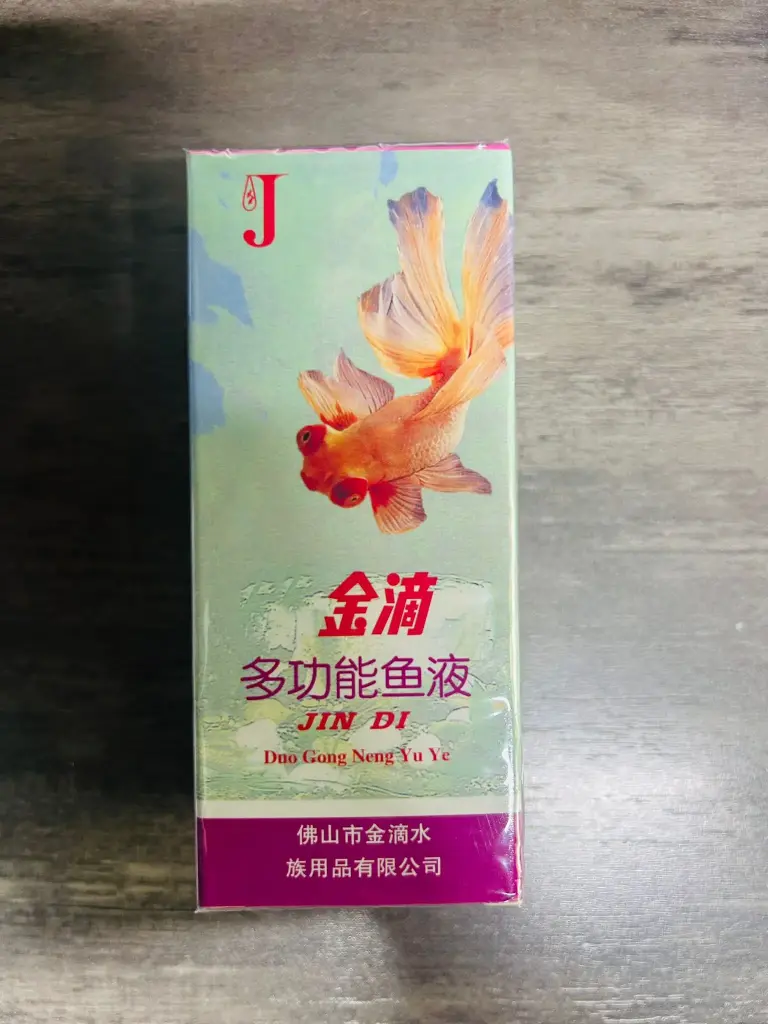 J
金滴
多功能鱼液
JIN DI
Duo Gong Neng Yu Ye
佛山市金滴水
族用品有限公司